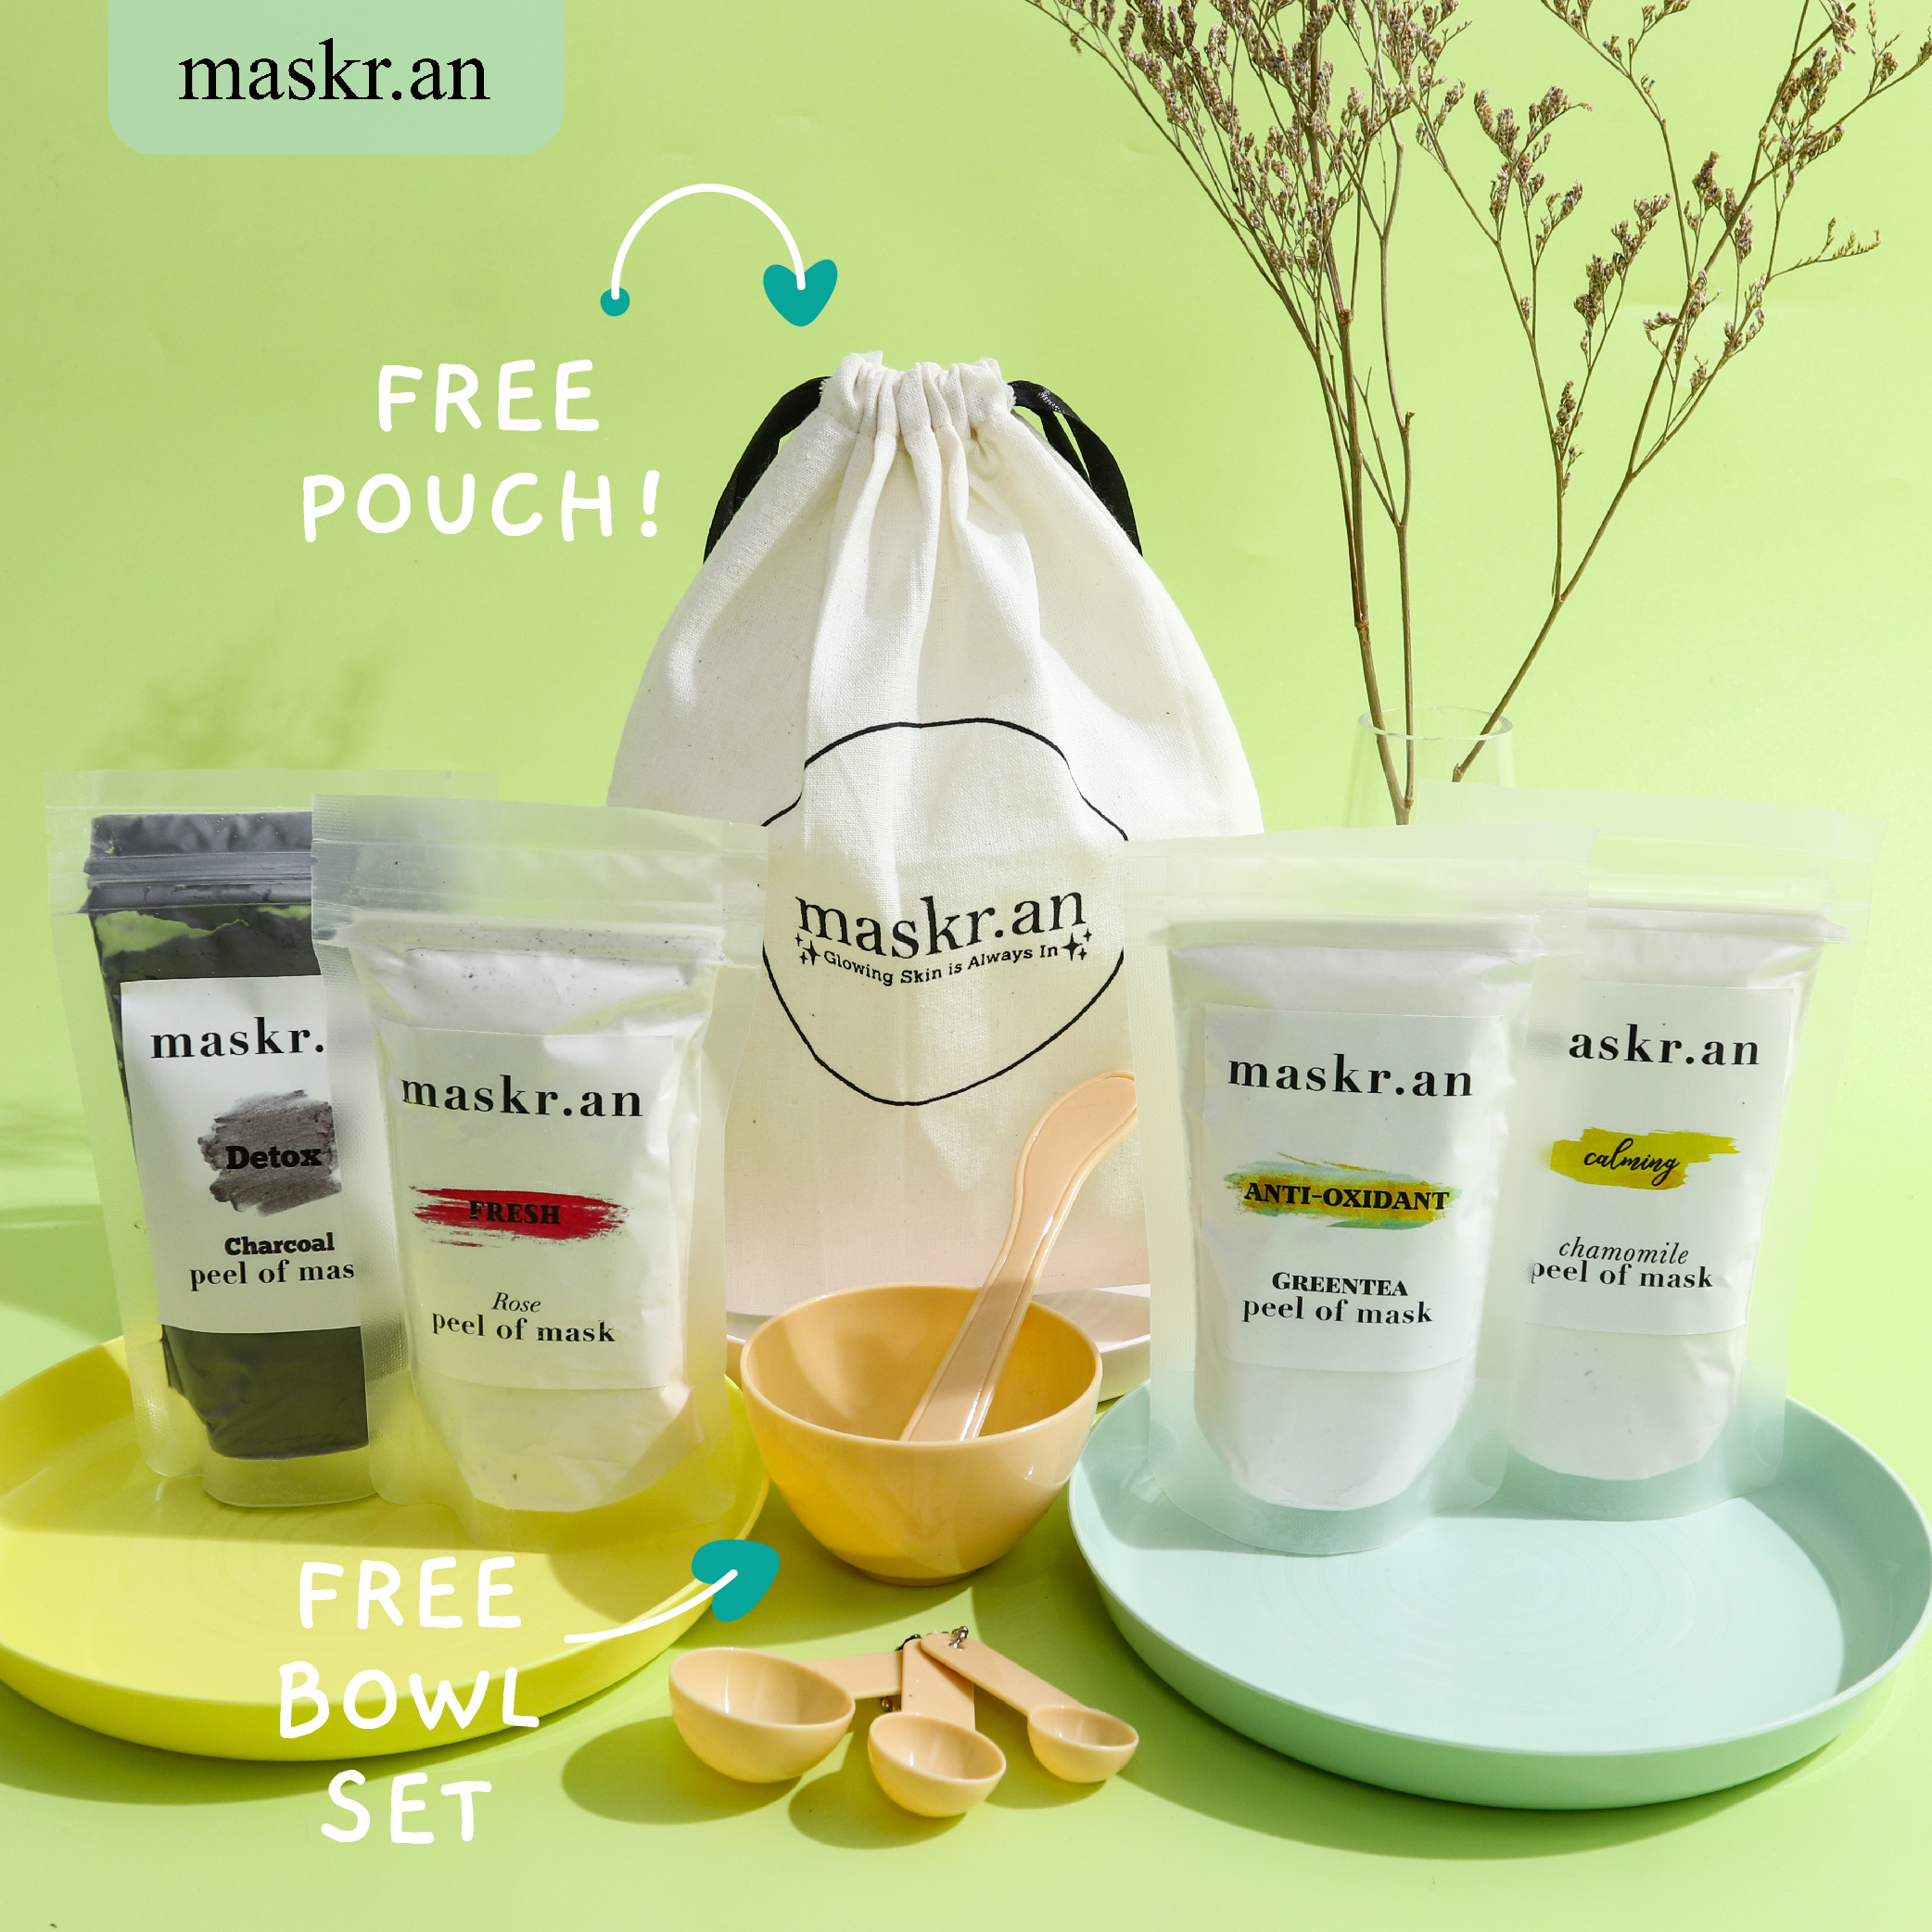 maskr.an
FREE
POUCH!
maskr.an
Glowing Skin is Always In
maskr.
Detox
Charcoal
peel of mas
maskr.an
FRESH
Rose
peel of mask
maskr.an
ANTI-OXIDANT
GREENTEA
peel of mask
askr.an
calming
chamomile
peel of mask
FREE
BOWL
SET